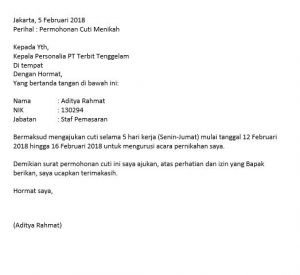 Jakarta, 5 Februari 2018
Perihal : Permohonan Cuti Menikah
Kepada Yth,
Kepala Personalia PT Terbit Tenggelam
Di tempat
Dengan Hormat,
Yang bertanda tangan di bawah ini:
Nama : Aditya Rahmat
NIK : 130294
Jabatan : Staf Pemasaran
Bermaksud mengajukan cuti selama 5 hari kerja (Senin-Jumat) mulai tanggal 12 Februari
2018 hingga 16 Februari 2018 untuk mengurusi acara pernikahan saya.
Demikian surat permohonan cuti ini saya ajukan, atas perhatian dan izin yang Bapak
berikan, saya ucapkan terimakasih.
Hormat saya,
(Aditya Rahmat)